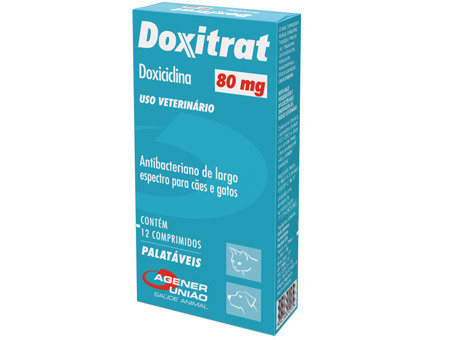 Doxitrat
Doxiciclina
80 mg
USO VETERINÁRIO
Antibacteriano de largo
espectro para cães e gatos
CONTÉM
12 COMPRIMIDOS
PALATÁVEIS
AGENER
UNIÃO
SAÚDE ANIMAL